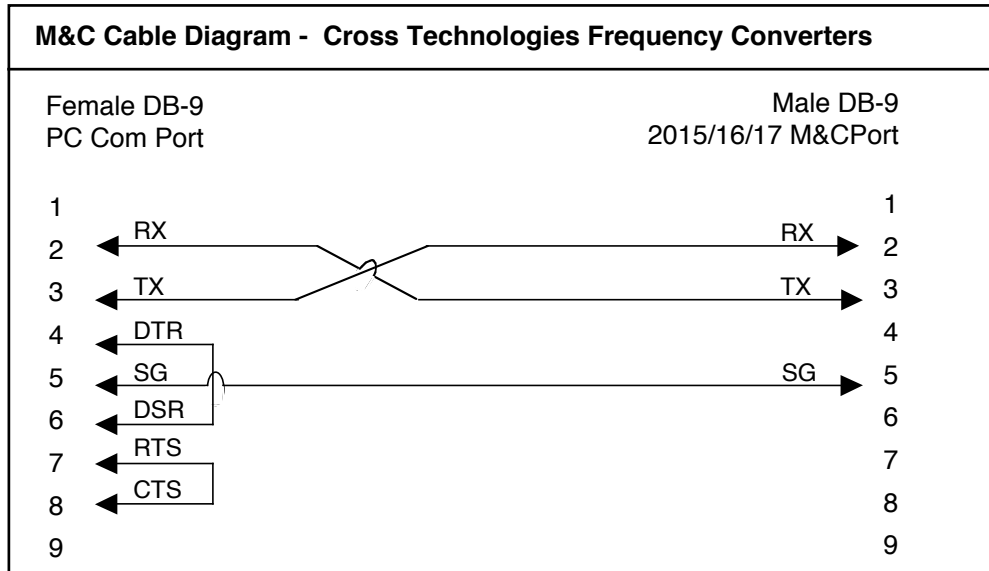 M&C Cable Diagram - Cross Technologies Frequency Converters
Female DB-9
PC Com Port
Male DB-9
2015/16/17 M&CPort
1
1
2
RX
RX
2
3
TX
TX
3
4
DTR
4
5
SG
SG
5
6
DSR
6
7
RTS
7
8
CTS
8
9
9